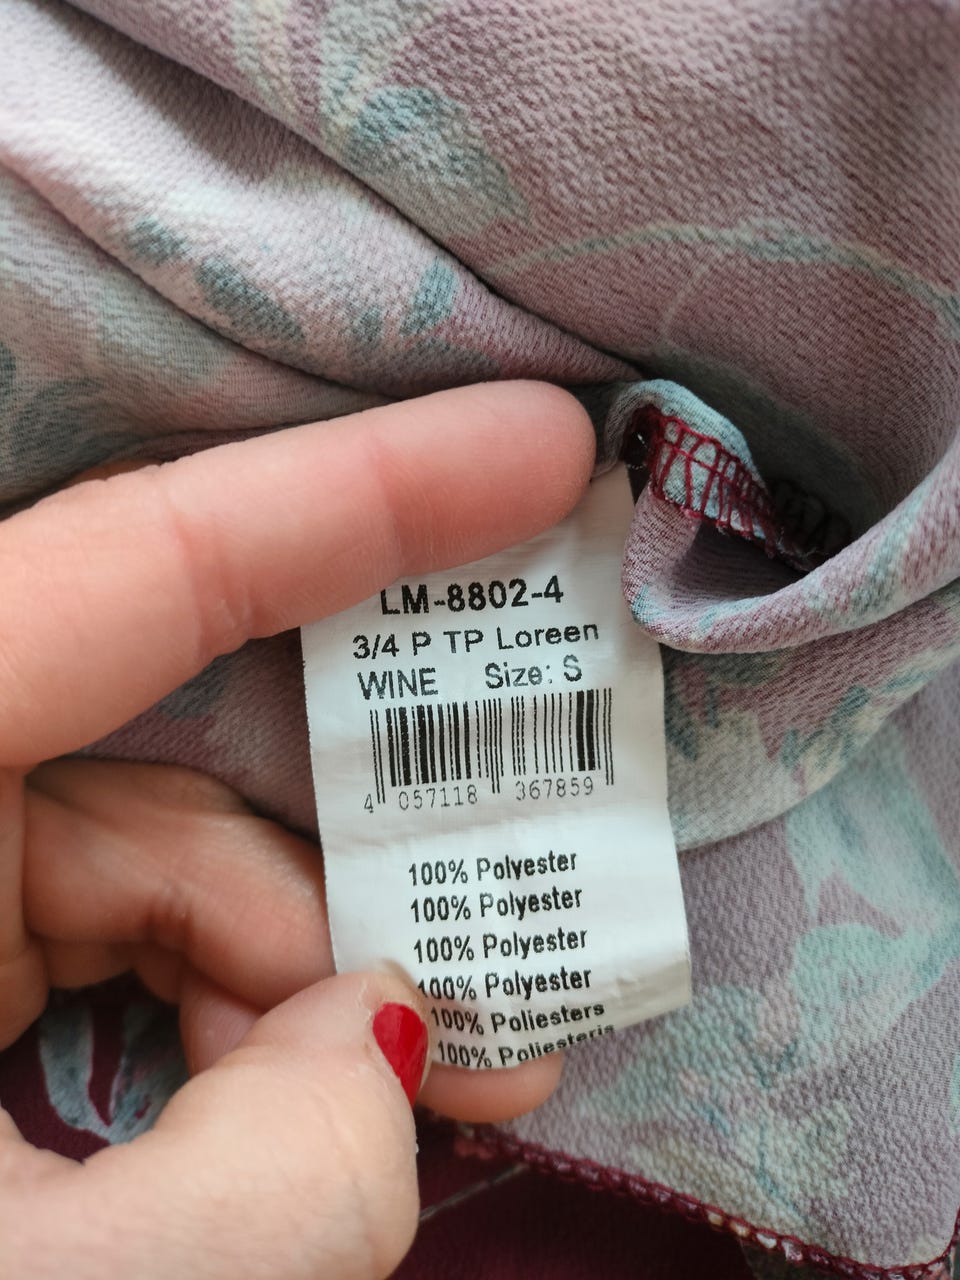 LM-8802-4
3/4 P TP Loreen
WINE Size: S
4 057118 367859
100% Polyester
100% Polyester
100% Polyester
100% Polyester
100% Poliesters
100% Poliesteris